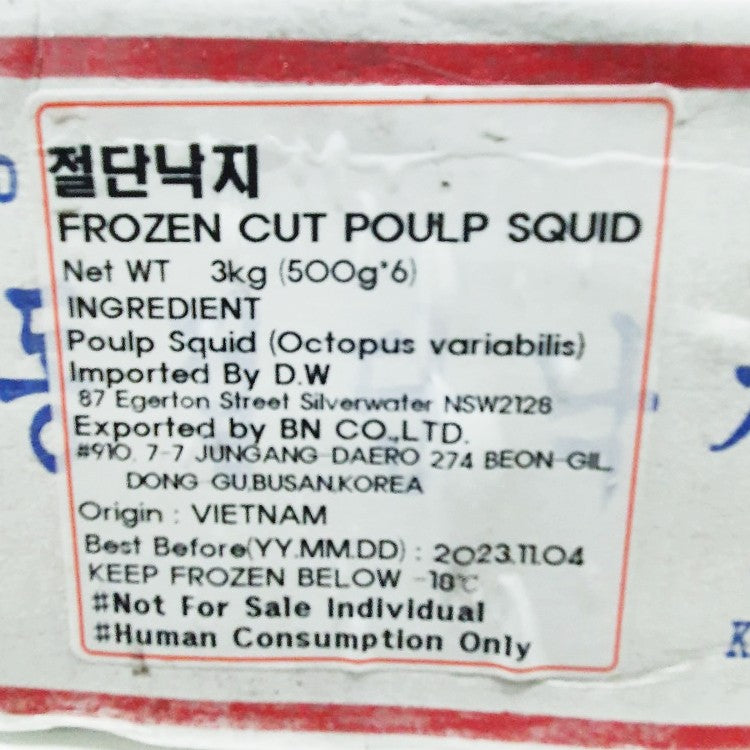 절단낙지
FROZEN CUT POULP SQUID
Net WT 3kg (500g*6)
INGREDIENT
Poulp Squid (Octopus variabilis)
Imported By D.W
87 Egerton Street Silverwater NSW2128
Exported by BN CO.,LTD.
#910. 7-7 JUNGANG-DAERO 274 BEON-GIL,
DONG-GU.BUSAN.KOREA
Origin : VIETNAM
Best Before(YY.MM.DD) : 2023.11.04
KEEP FROZEN BELOW -18℃
#Not For Sale Individual
#Human Consumption Only